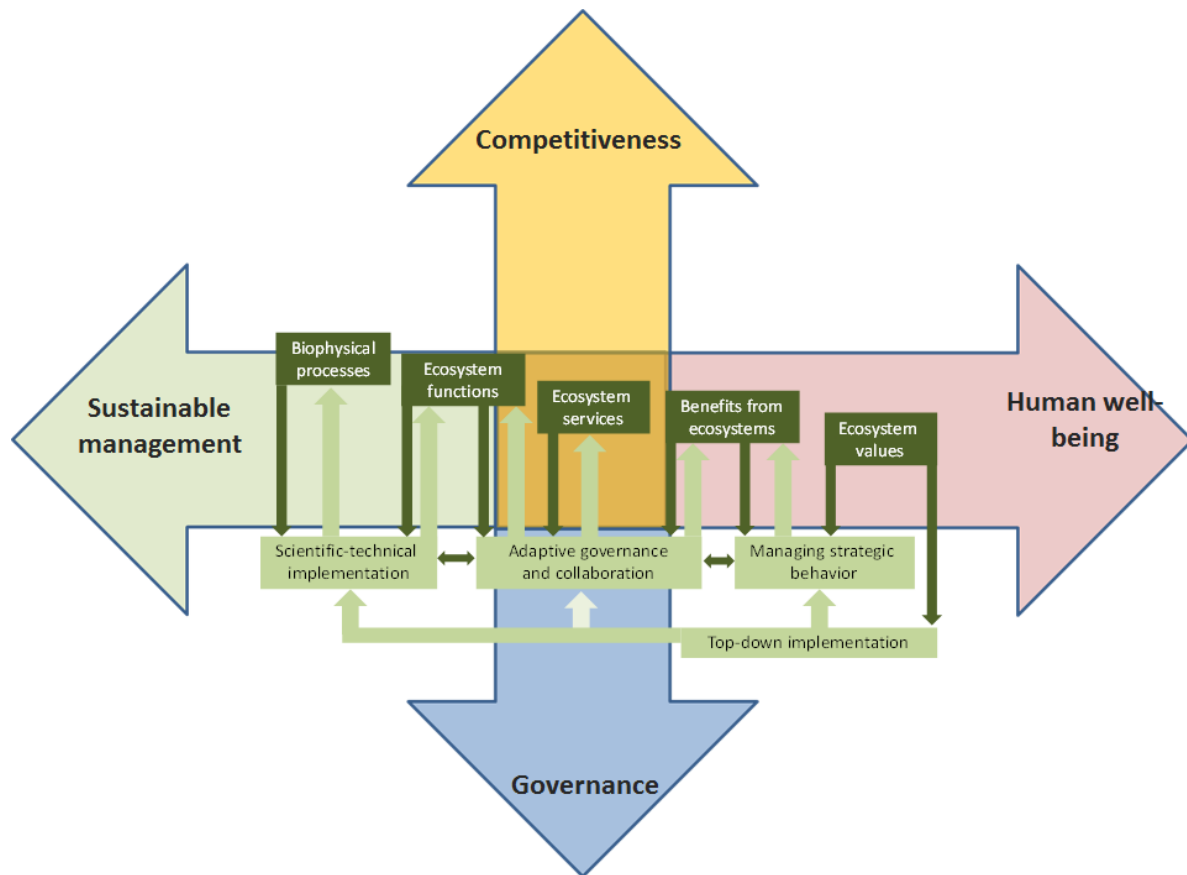 Competitiveness
Biophysical
processes
Ecosystem
functions
Ecosystem
services
Benefits from
ecosystems
Ecosystem
values
Sustainable
management
Human well-
being
Scientific-technical
implementation
Adaptive governance
and collaboration
Managing strategic
behavior
Top-down implementation
Governance